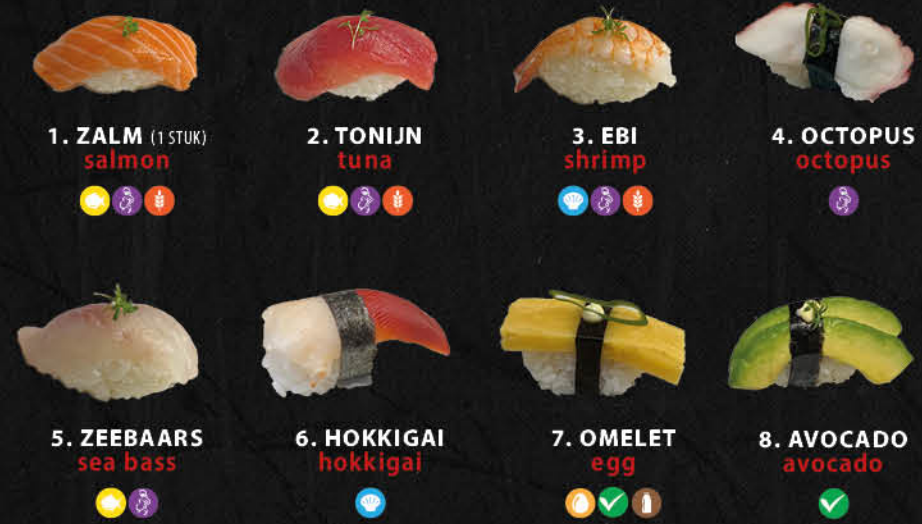 1. ZALM (1 STUK)
salmon
2. TONIJN
tuna
3. EBI
shrimp
4. OCTOPUS
octopus
5. ZEEBAARS
sea bass
6. HOKKIGAI
hokkigai
7. OMELET
egg
8. AVOCADO
avocado